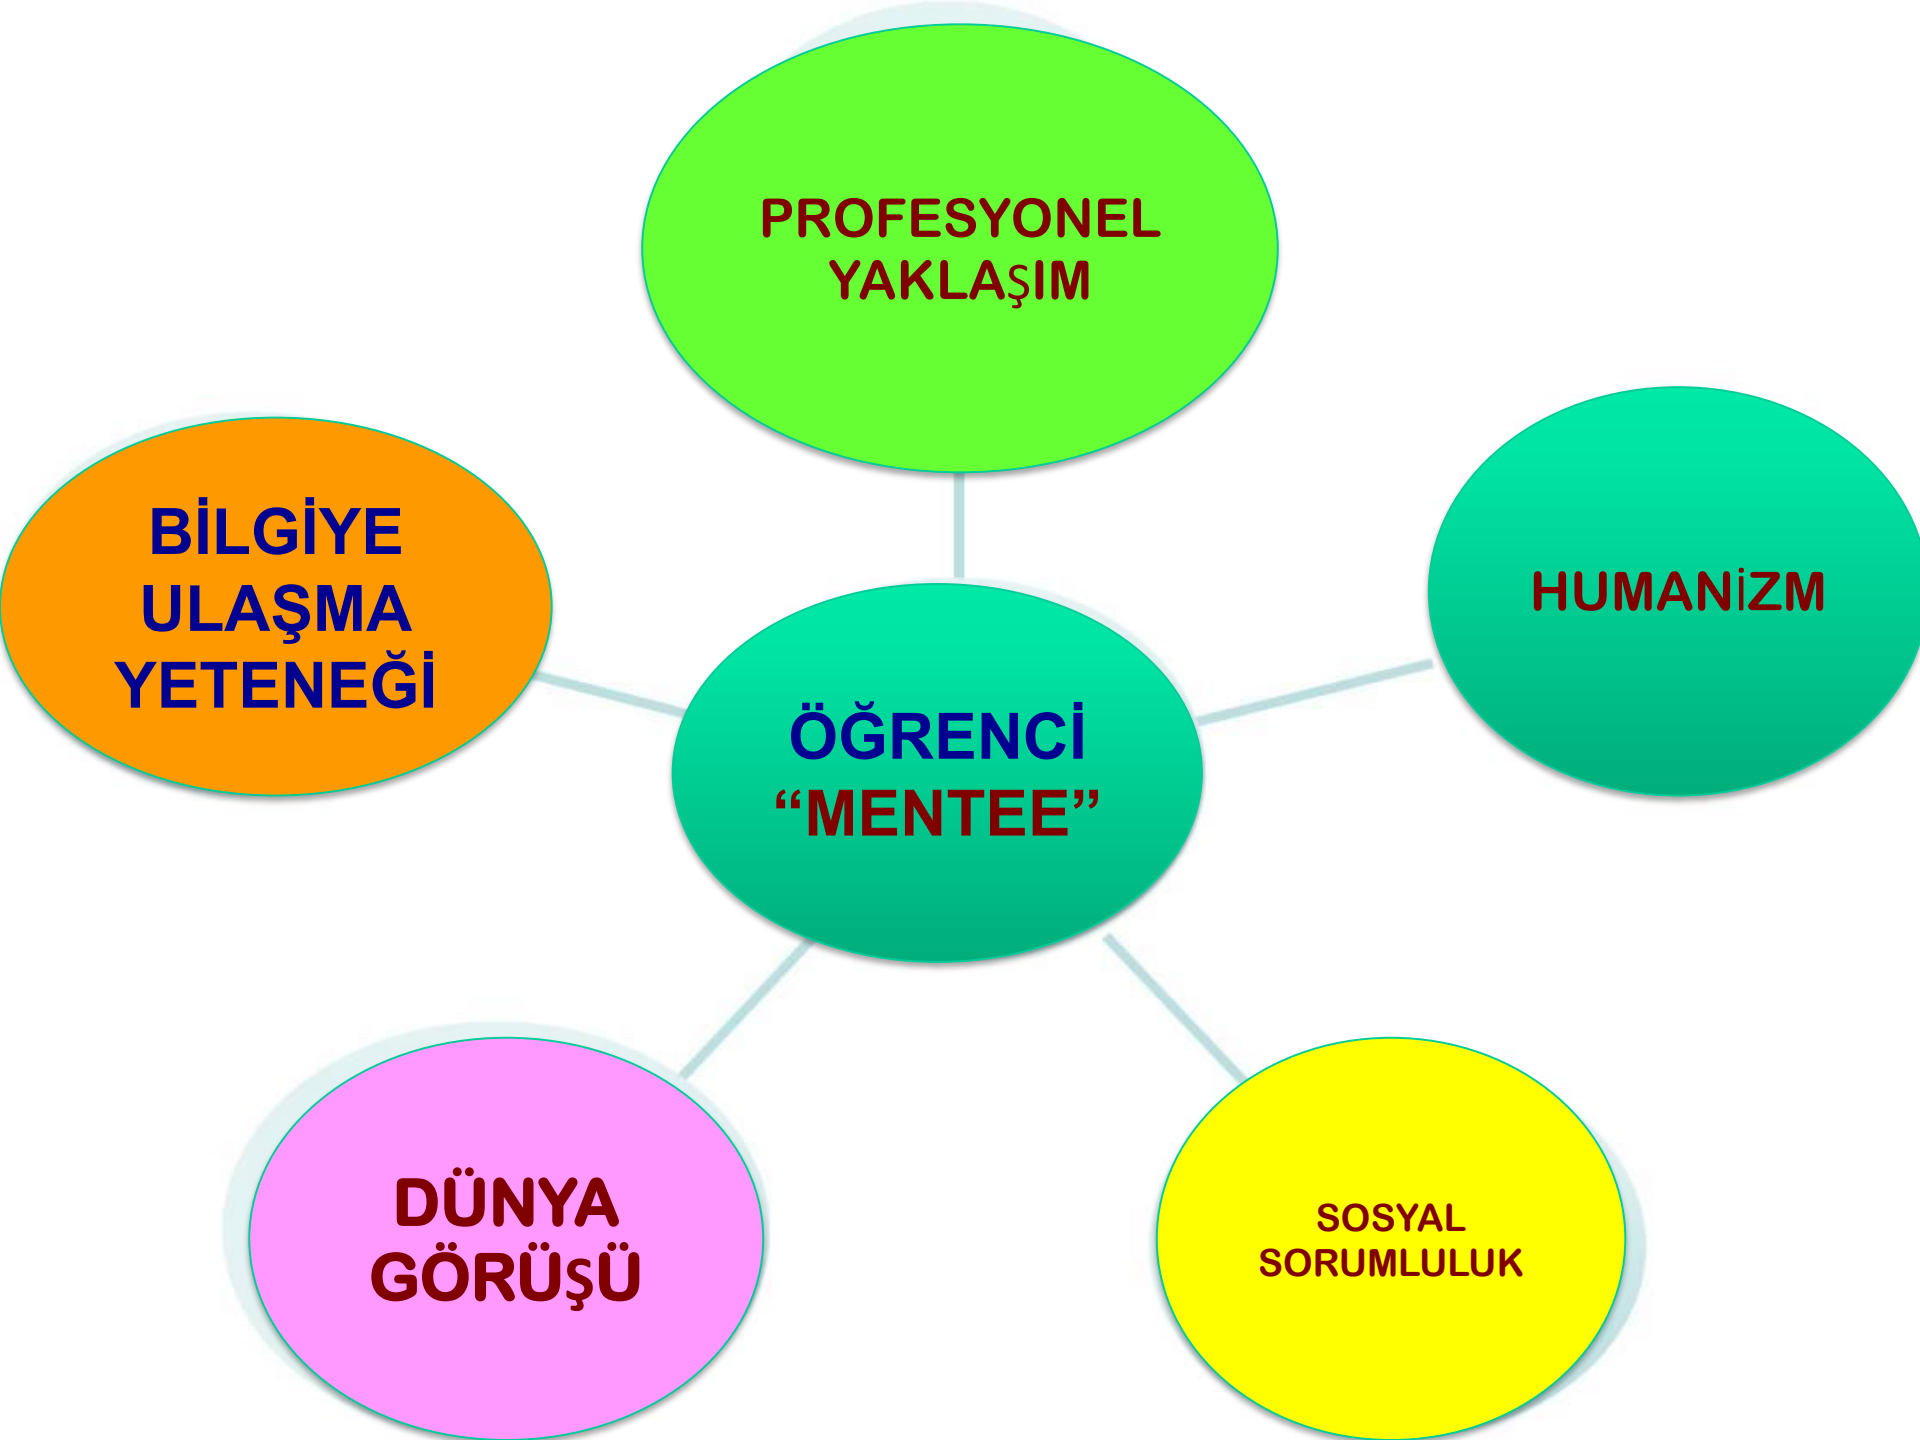 PROFESYONEL
YAKLAŞIM
BİLGİYE
ULAŞMA
YETENEĞİ
HUMANİZM
ÖĞRENCİ
“MENTEE”
DÜNYA
GÖRÜŞÜ
SOSYAL
SORUMLULUK